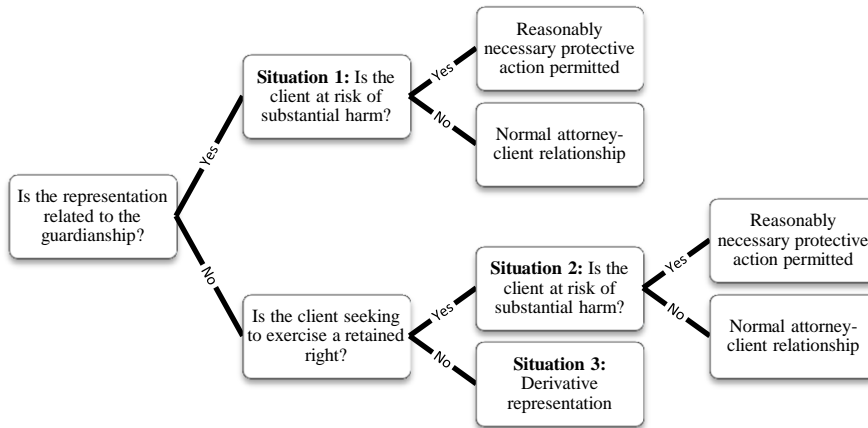 Is the representation
related to the
guardianship?
Yes
Situation 1: Is the
client at risk of
substantial harm?
Yes
Reasonably
necessary protective
action permitted
No
Normal attorney-
client relationship
No
Is the client seeking
to exercise a retained
right?
Yes
Situation 2: Is the
client at risk of
substantial harm?
Yes
Reasonably
necessary protective
action permitted
No
Normal attorney-
client relationship
No
Situation 3:
Derivative
representation